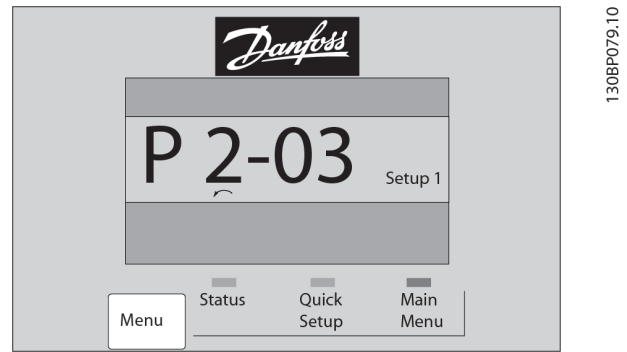 Danfoss
P 2-03
Setup 1
Status
Quick
Setup
Main
Menu
Menu
130BP079.10